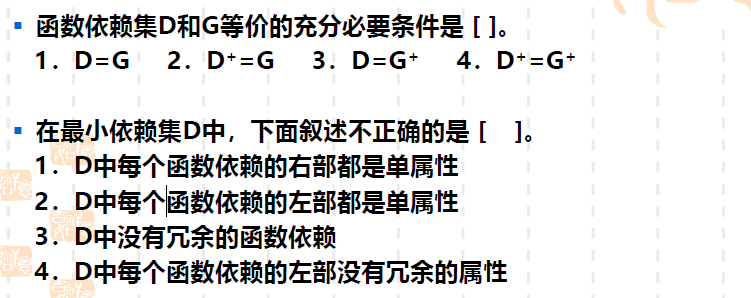 ▪ 函数依赖集D和G等价的充分必要条件是 [ ]。
1．D=G 2．D⁺=G 3．D=G⁺ 4．D⁺=G⁺
▪ 在最小依赖集D中，下面叙述不正确的是 [ ]。
1．D中每个函数依赖的右部都是单属性
2．D中每个函数依赖的左部都是单属性
3．D中没有冗余的函数依赖
4．D中每个函数依赖的左部没有冗余的属性